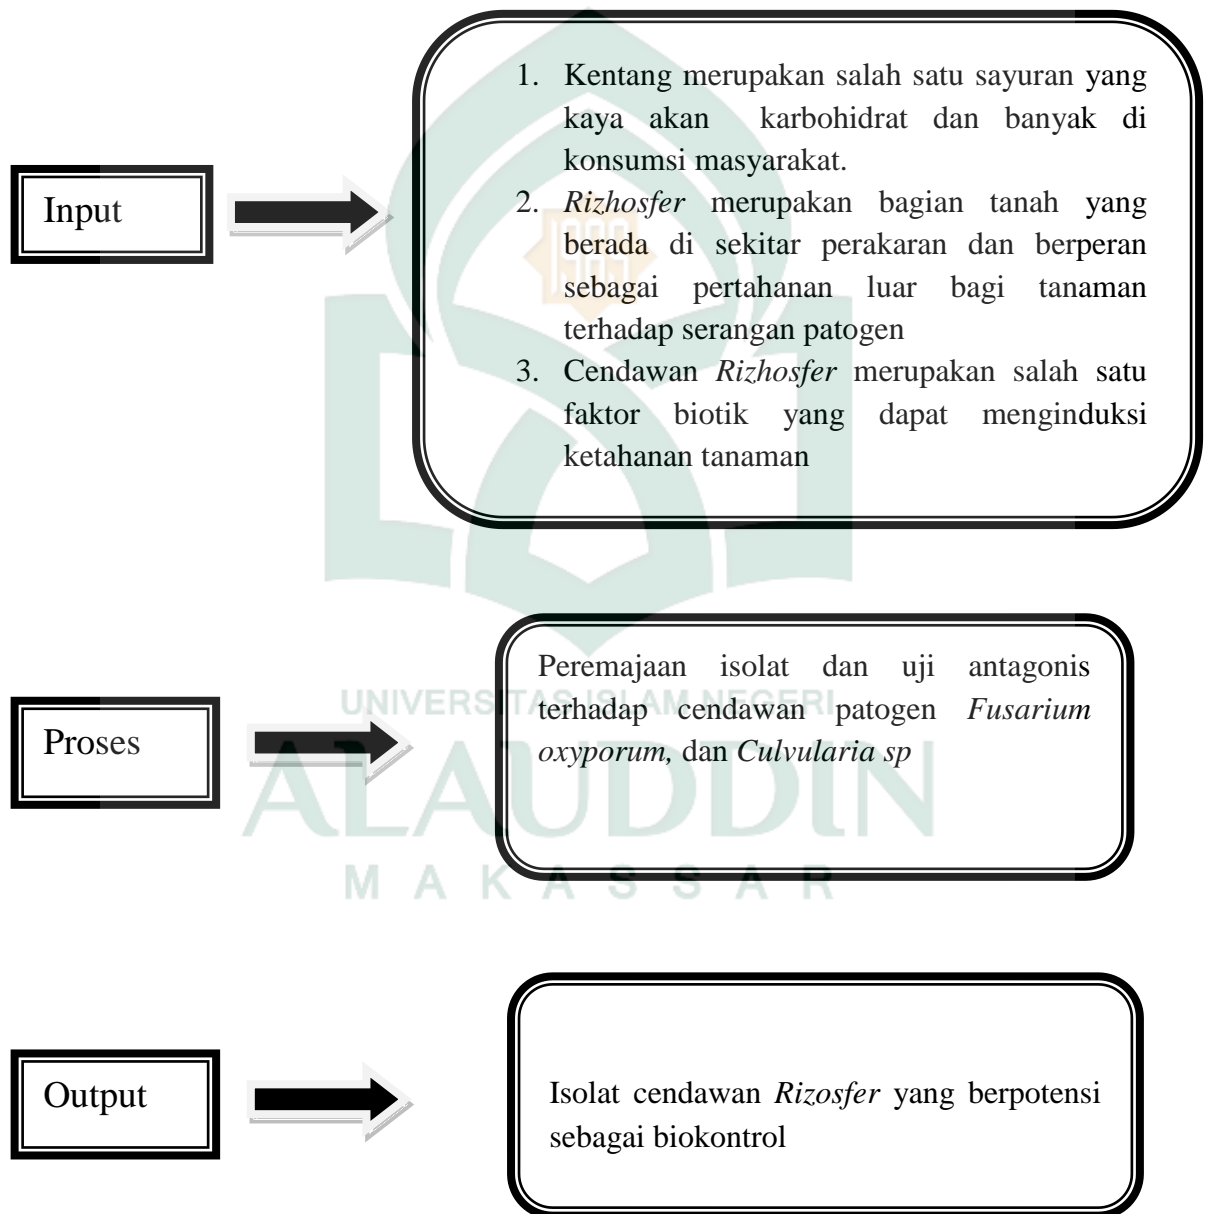 Input
1. Kentang merupakan salah satu sayuran yang
kaya akan karbohidrat dan banyak di
konsumsi masyarakat.
2. Rizhosfer merupakan bagian tanah yang
berada di sekitar perakaran dan berperan
sebagai pertahanan luar bagi tanaman
terhadap serangan patogen
3. Cendawan Rizhosfer merupakan salah satu
faktor biotik yang dapat menginduksi
ketahanan tanaman
1989
Proses
Peremajaan isolat dan uji antagonis
terhadap cendawan patogen Fusarium
oxyporum, dan Culvularia sp
UNIVERSITAS ISLAM NEGERI
ALAUDDIN
MAKASSAR
Output
Isolat cendawan Rizosfer yang berpotensi
sebagai biokontrol